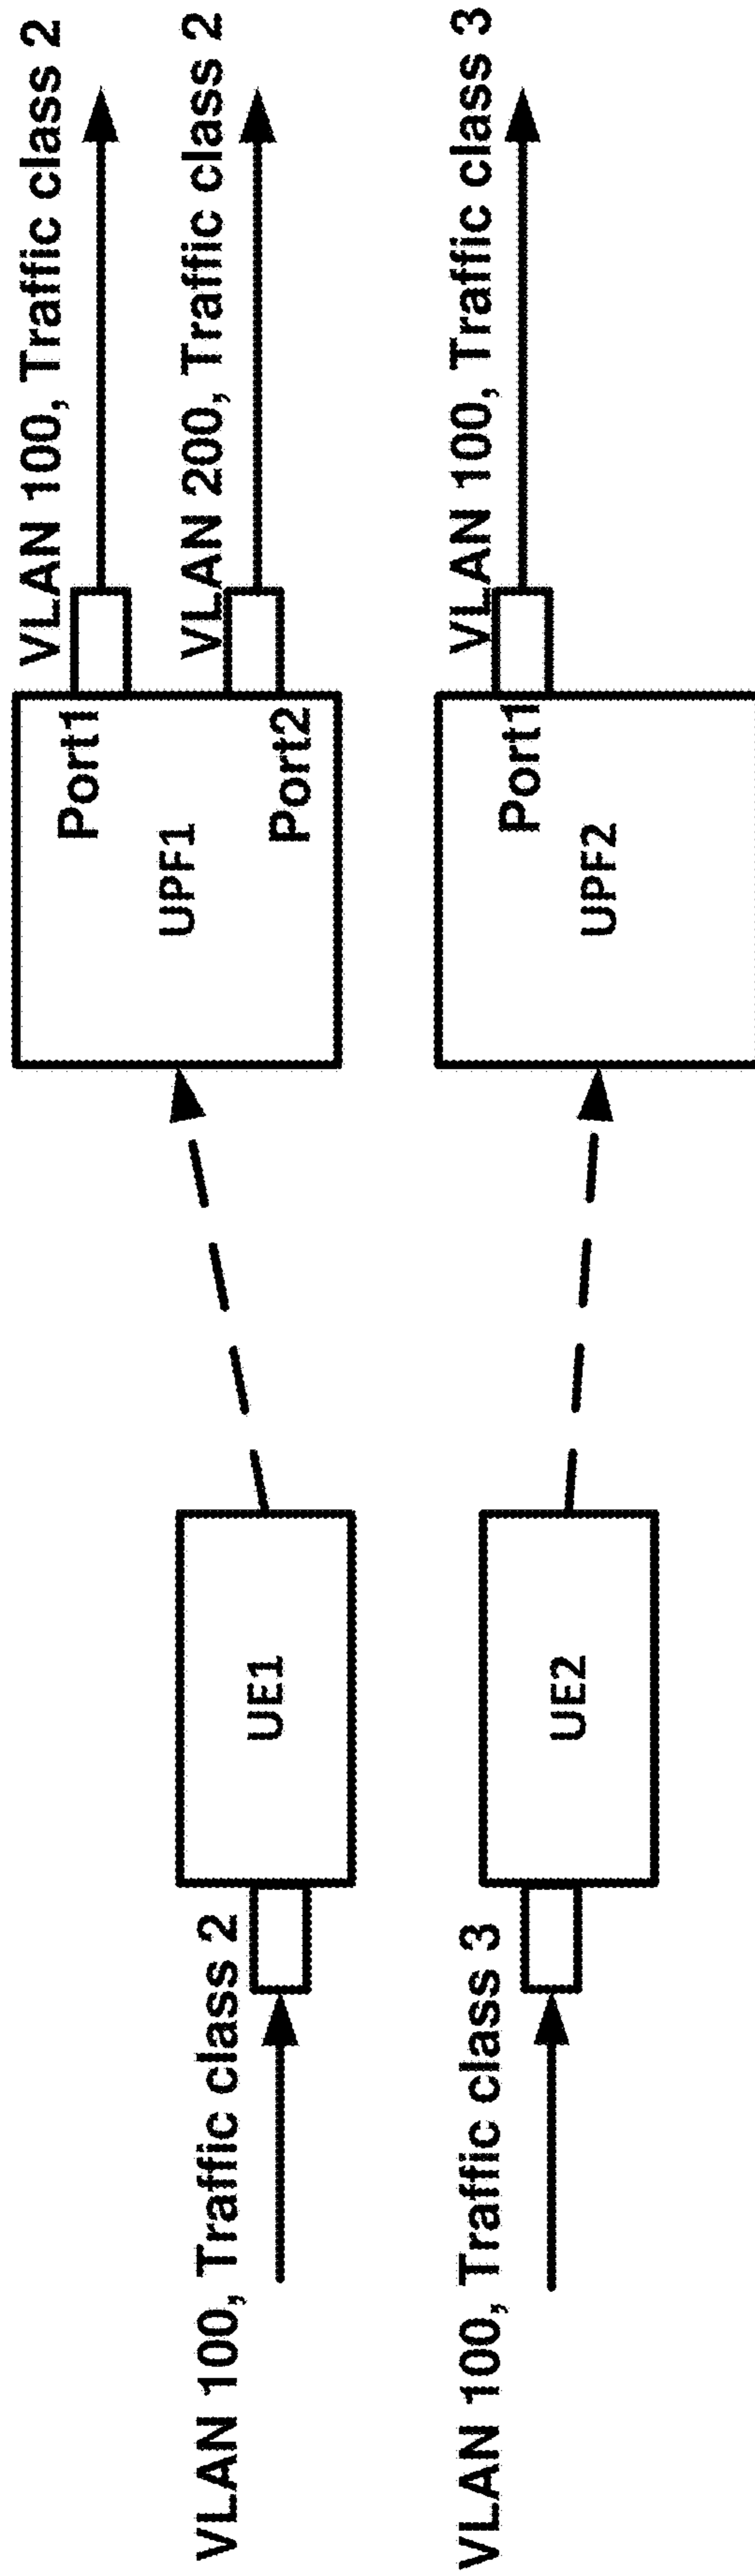 VLAN 100, Traffic class 2
UE1
UPF1
Port1
Port2
VLAN 100, Traffic class 2
VLAN 200, Traffic class 2
VLAN 100, Traffic class 3
UE2
UPF2
Port1
VLAN 100, Traffic class 3